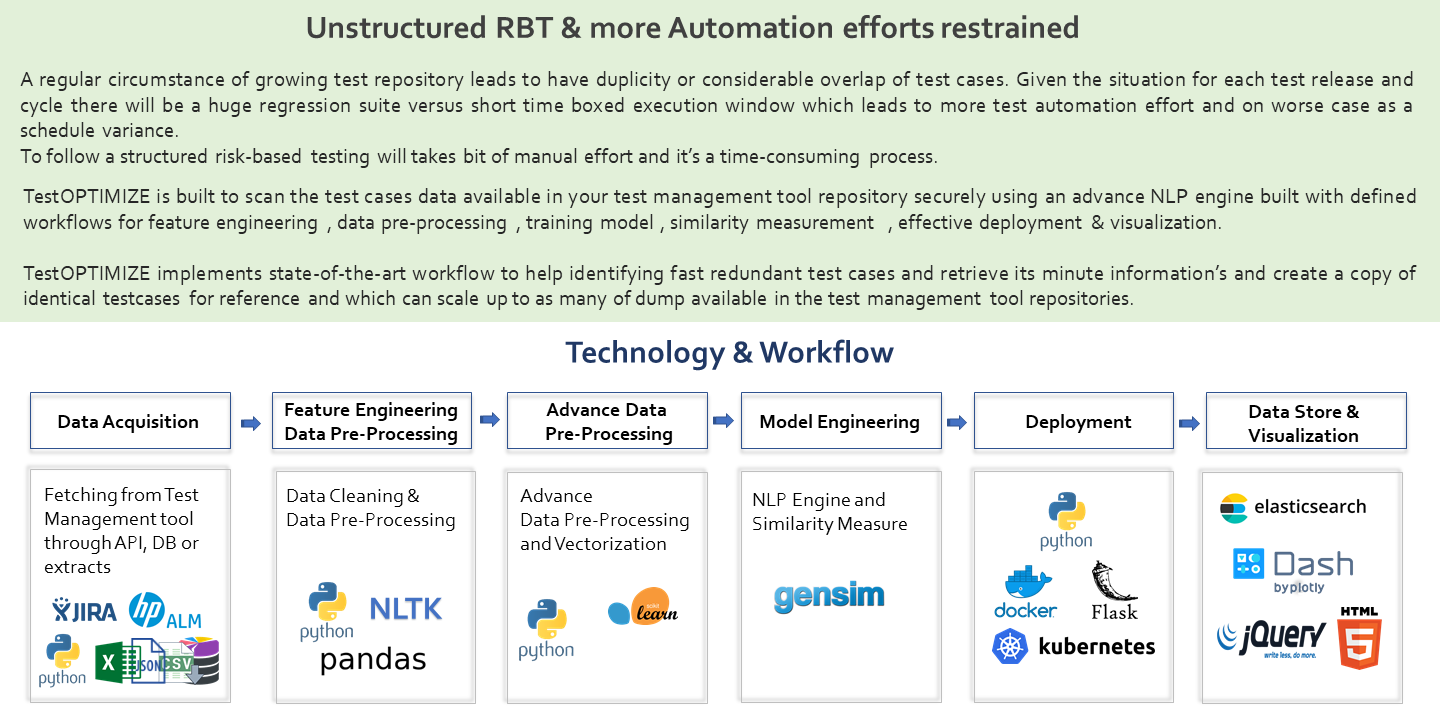 Unstructured RBT & more Automation efforts restrained
A regular circumstance of growing test repository leads to have duplicity or considerable overlap of test cases. Given the situation for each test release and
cycle there will be a huge regression suite versus short time boxed execution window which leads to more test automation effort and on worse case as a
schedule variance.
To follow a structured risk-based testing will takes bit of manual effort and it’s a time-consuming process.
TestOPTIMIZE is built to scan the test cases data available in your test management tool repository securely using an advance NLP engine built with defined
workflows for feature engineering , data pre-processing , training model , similarity measurement , effective deployment & visualization.
TestOPTIMIZE implements state-of-the-art workflow to help identifying fast redundant test cases and retrieve its minute information’s and create a copy of
identical testcases for reference and which can scale up to as many of dump available in the test management tool repositories.
Technology & Workflow
Data Acquisition
Feature Engineering
Data Pre-Processing
Advance Data
Pre-Processing
Model Engineering
Deployment
Data Store &
Visualization
Fetching from Test
Management tool
through API, DB or
extracts
JIRA
hp
ALM
python
X
JSON
CSV
Data Cleaning &
Data Pre-Processing
python
NLTK
pandas
Advance
Data Pre-Processing
and Vectorization
python
scikit
learn
NLP Engine and
Similarity Measure
gensim
python
docker
Flask
kubernetes
elasticsearch
Dash
by plotly
jQuery
write less, do more.
HTML
5